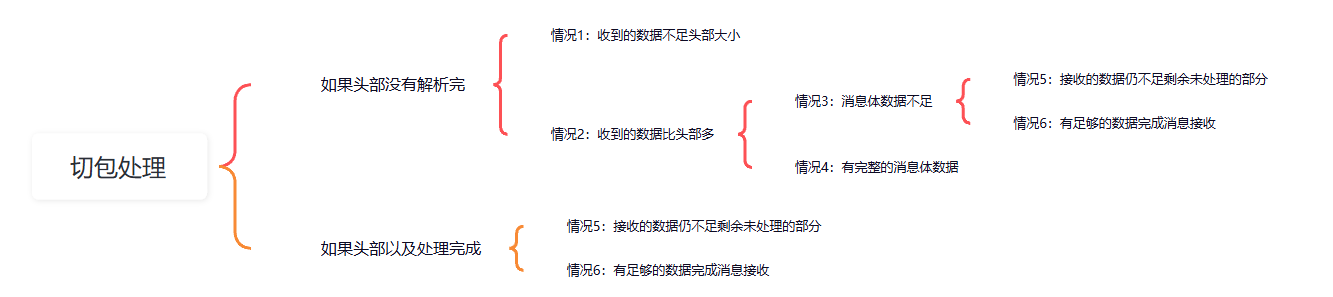 切包处理
如果头部没有解析完
情况1：收到的数据不足头部大小
情况2：收到的数据比头部多
情况3：消息体数据不足
情况5：接收的数据仍不足剩余未处理的部分
情况6：有足够的数据完成消息接收
情况4：有完整的消息体数据
如果头部以及处理完成
情况5：接收的数据仍不足剩余未处理的部分
情况6：有足够的数据完成消息接收